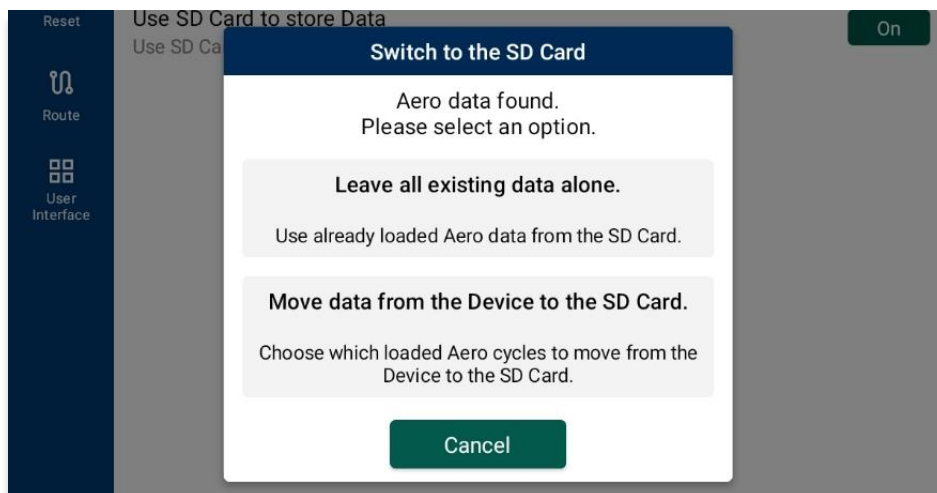 Reset
Route
User
Interface
Use SD Card to store Data
Use SD Ca
On
Switch to the SD Card
Aero data found.
Please select an option.
Leave all existing data alone.
Use already loaded Aero data from the SD Card.
Move data from the Device to the SD Card.
Choose which loaded Aero cycles to move from the
Device to the SD Card.
Cancel